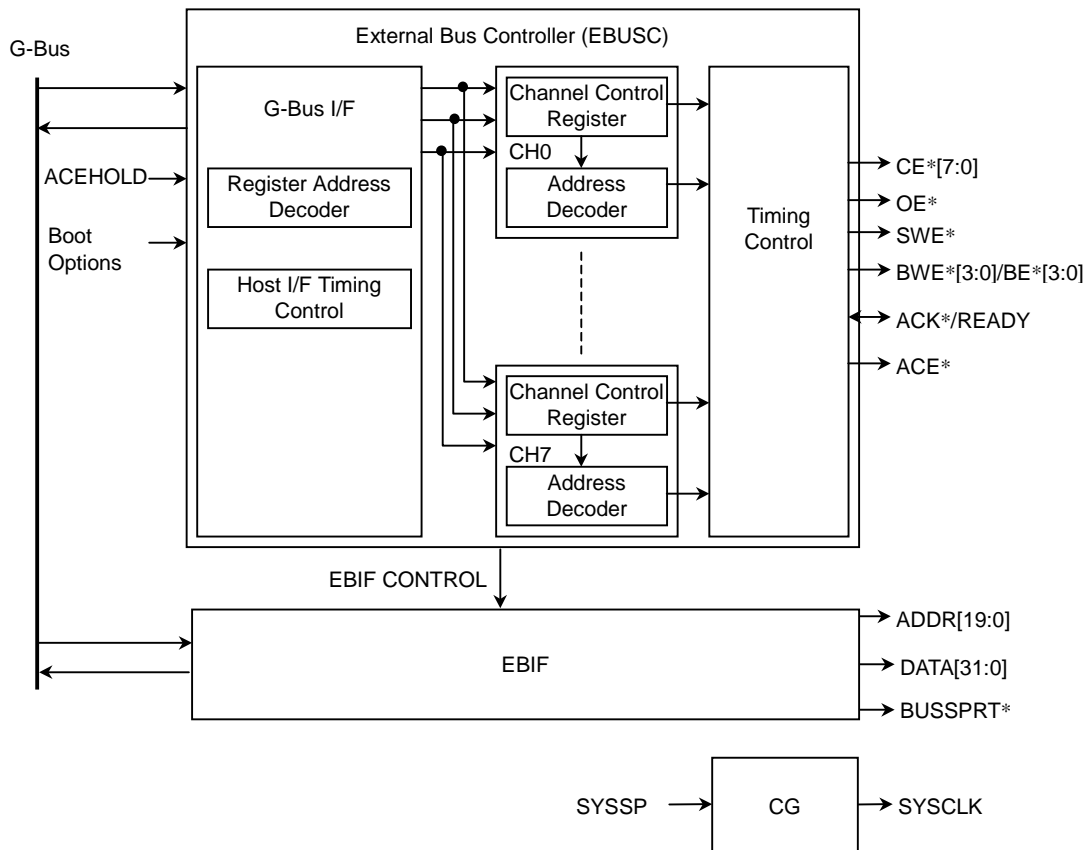 External Bus Controller (EBUSC)
G-Bus
G-Bus I/F
Register Address
Decoder
Host I/F Timing
Control
ACEHOLD
Boot
Options
Channel Control
Register
CH0
Address
Decoder
Channel Control
Register
CH7
Address
Decoder
Timing
Control
CE*[7:0]
OE*
SWE*
BWE*[3:0]/BE*[3:0]
ACK*/READY
ACE*
EBIF CONTROL
EBIF
ADDR[19:0]
DATA[31:0]
BUSSPRT*
SYSSP
CG
SYSCLK